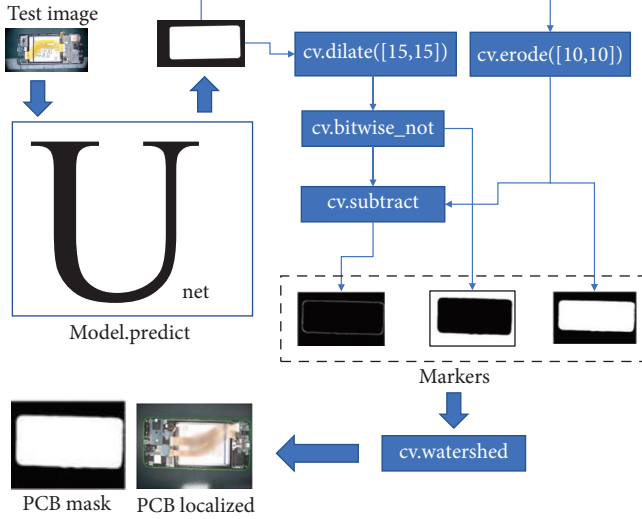 Test image
cv.dilate([15,15])
cv.erode([10,10])
cv.bitwise_not
cv.subtract
U
net
Model.predict
Markers
cv.watershed
PCB mask
PCB localized